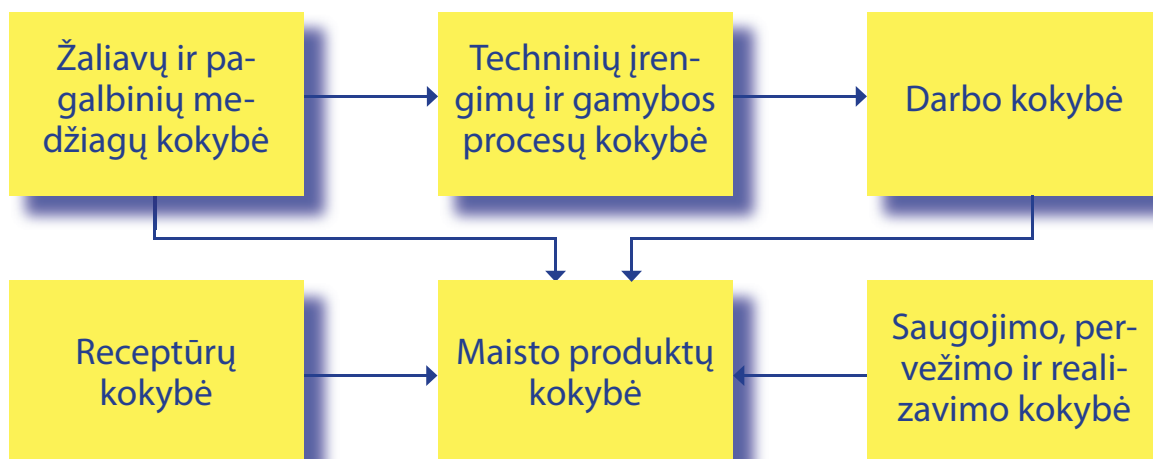 Žaliavų ir pa-
galbinių me-
džiagų kokybė
Techninių įren-
gimų ir gamybos
procesų kokybė
Darbo kokybė
Receptūrų
kokybė
Maisto produktų
kokybė
Saugojimo, per-
vežimo ir reali-
zavimo kokybė